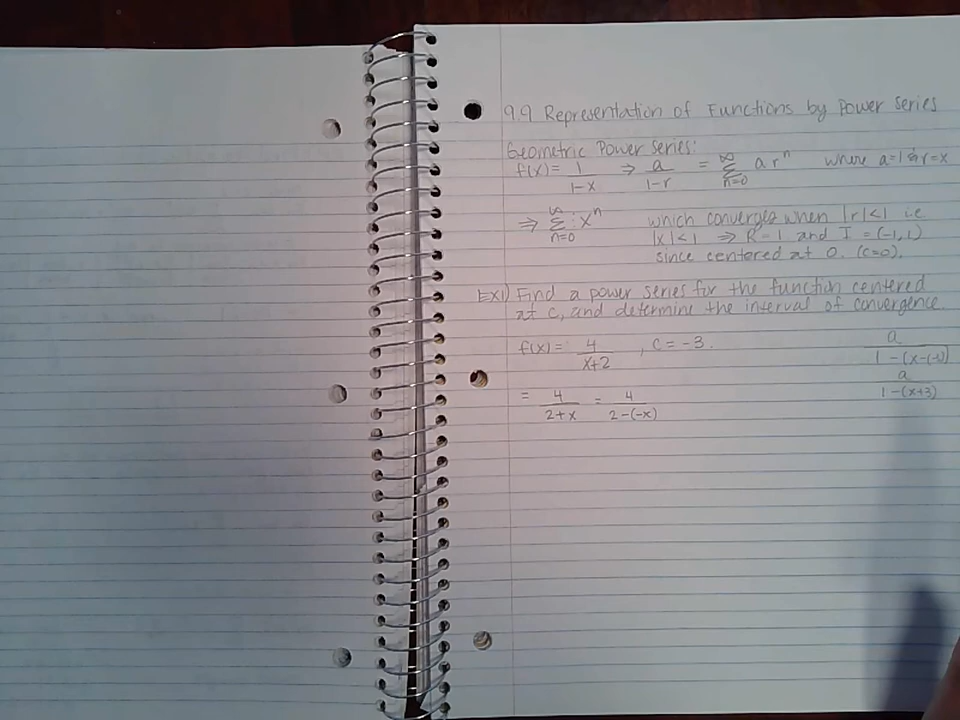 9.9 Representation of Functions by Power Series
Geometric Power Series:
f(x) = 1/(1-x) ⇒ a/(1-r) = ∞Σn=0 ar^n where a=1 & r=x
⇒ ∞Σn=0 x^n which converges when |r|<1 i.e
|x|<1 ⇒ R=1 and I = (-1,1)
since centered at 0. (c=0).
EX1) Find a power series for the function centered
at c, and determine the interval of convergence.
f(x) = 4/(x+2), c = -3.
= 4/(2+x) = 4/(2-(-x))
a/(1-(x-(-3)))
a/(1-(x+3))